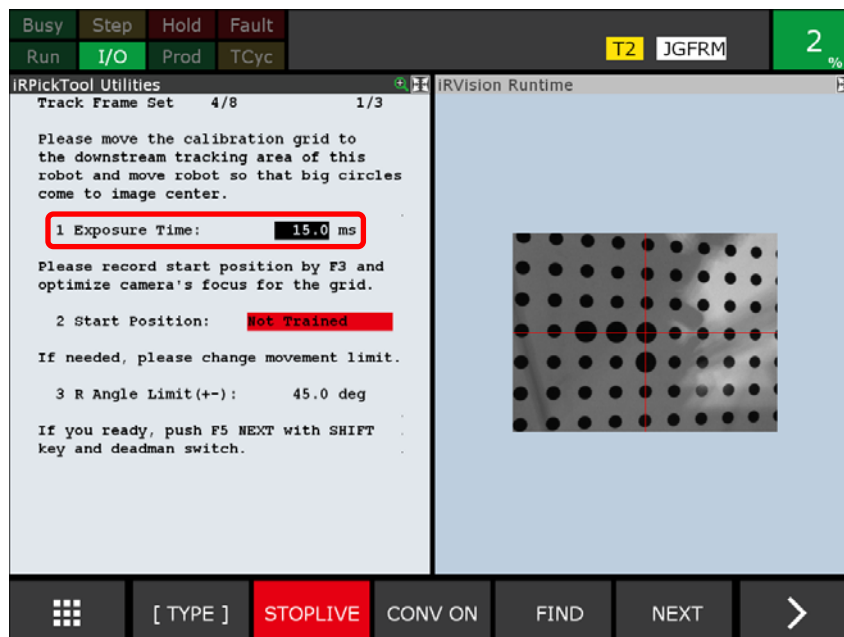 Busy Step Hold Fault
Run I/O Prod TCyc
T2 JGFRM
2 %
iRPickTool Utilities
Track Frame Set 4/8 1/3
Please move the calibration grid to
the downstream tracking area of this
robot and move robot so that big circles
come to image center.
1 Exposure Time: 15.0 ms
Please record start position by F3 and
optimize camera's focus for the grid.
2 Start Position: Not Trained
If needed, please change movement limit.
3 R Angle Limit(+-): 45.0 deg
If you ready, push F5 NEXT with SHIFT
key and deadman switch.
iRVision Runtime
[ TYPE ] STOPLIVE CONV ON FIND NEXT >